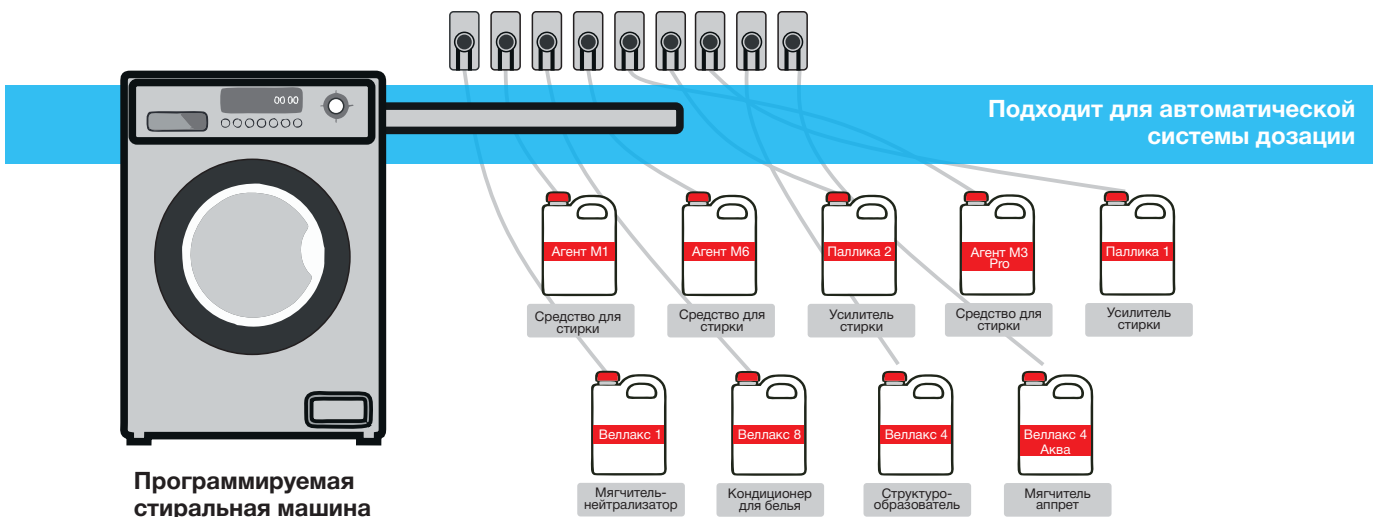 00 00
Подходит для автоматической
системы дозации
Агент М1
Агент М6
Паллика 2
Агент М3
Pro
Паллика 1
Средство для
стирки
Средство для
стирки
Усилитель
стирки
Средство для
стирки
Усилитель
стирки
Веллакс 1
Веллакс 8
Веллакс 4
Веллакс 4
Аква
Мягчитель-
нейтрализатор
Кондиционер
для белья
Структуро-
образователь
Мягчитель
аппрет
Программируемая
стиральная машина